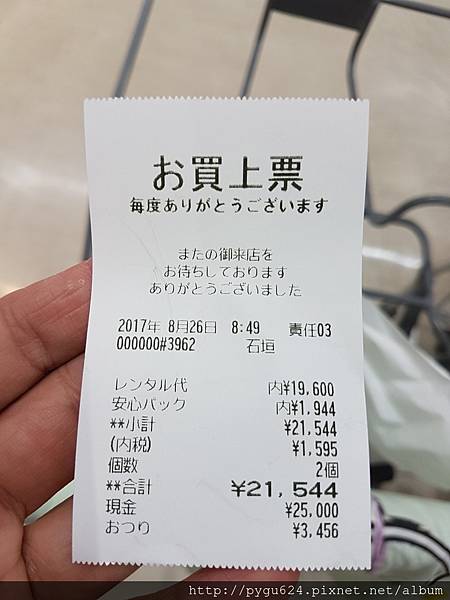 お買上票
毎度ありがとうございます
またの御来店を
お待ちしております
ありがとうございました
2017年 8月26日 8:49 責任03
000000#3962 石垣
レンタル代 内¥19,600
安心パック 内¥1,944
**小計 ¥21,544
(内税) ¥1,595
個数 2個
**合計 ¥21,544
現金 ¥25,000
おつり ¥3,456
http://pygu624.pixnet.net/album